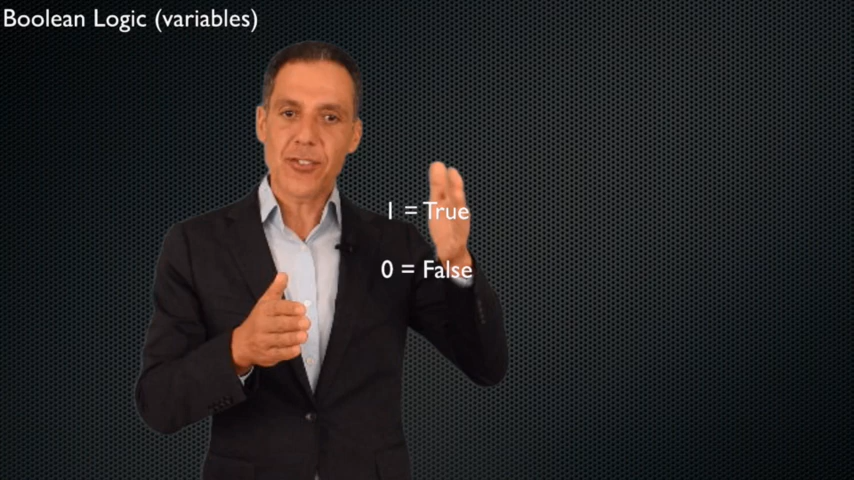 Boolean Logic (variables)
1 = True
0 = False